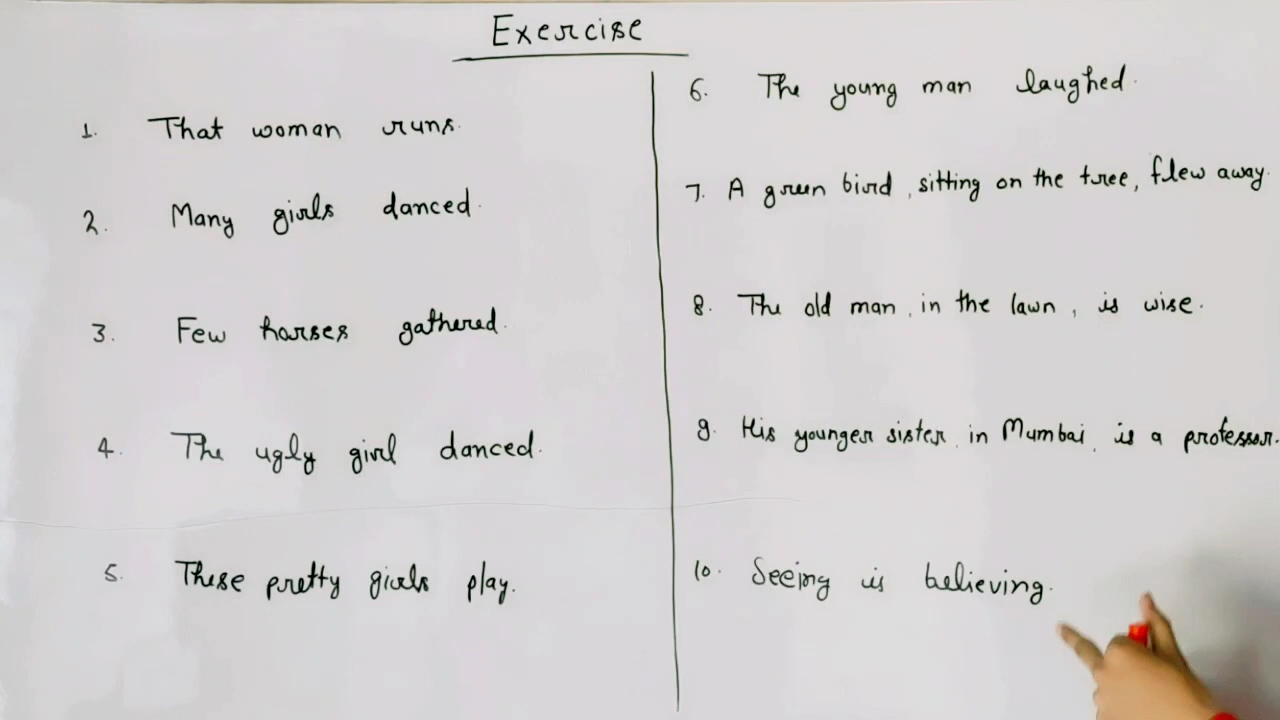 Exercise
1. That woman runs.
2. Many girls danced.
3. Few horses gathered.
4. The ugly girl danced.
5. These pretty girls play.
6. The young man laughed.
7. A green bird, sitting on the tree, flew away.
8. The old man, in the lawn, is wise.
9. His younger sister, in Mumbai, is a professor.
10. Seeing is believing.